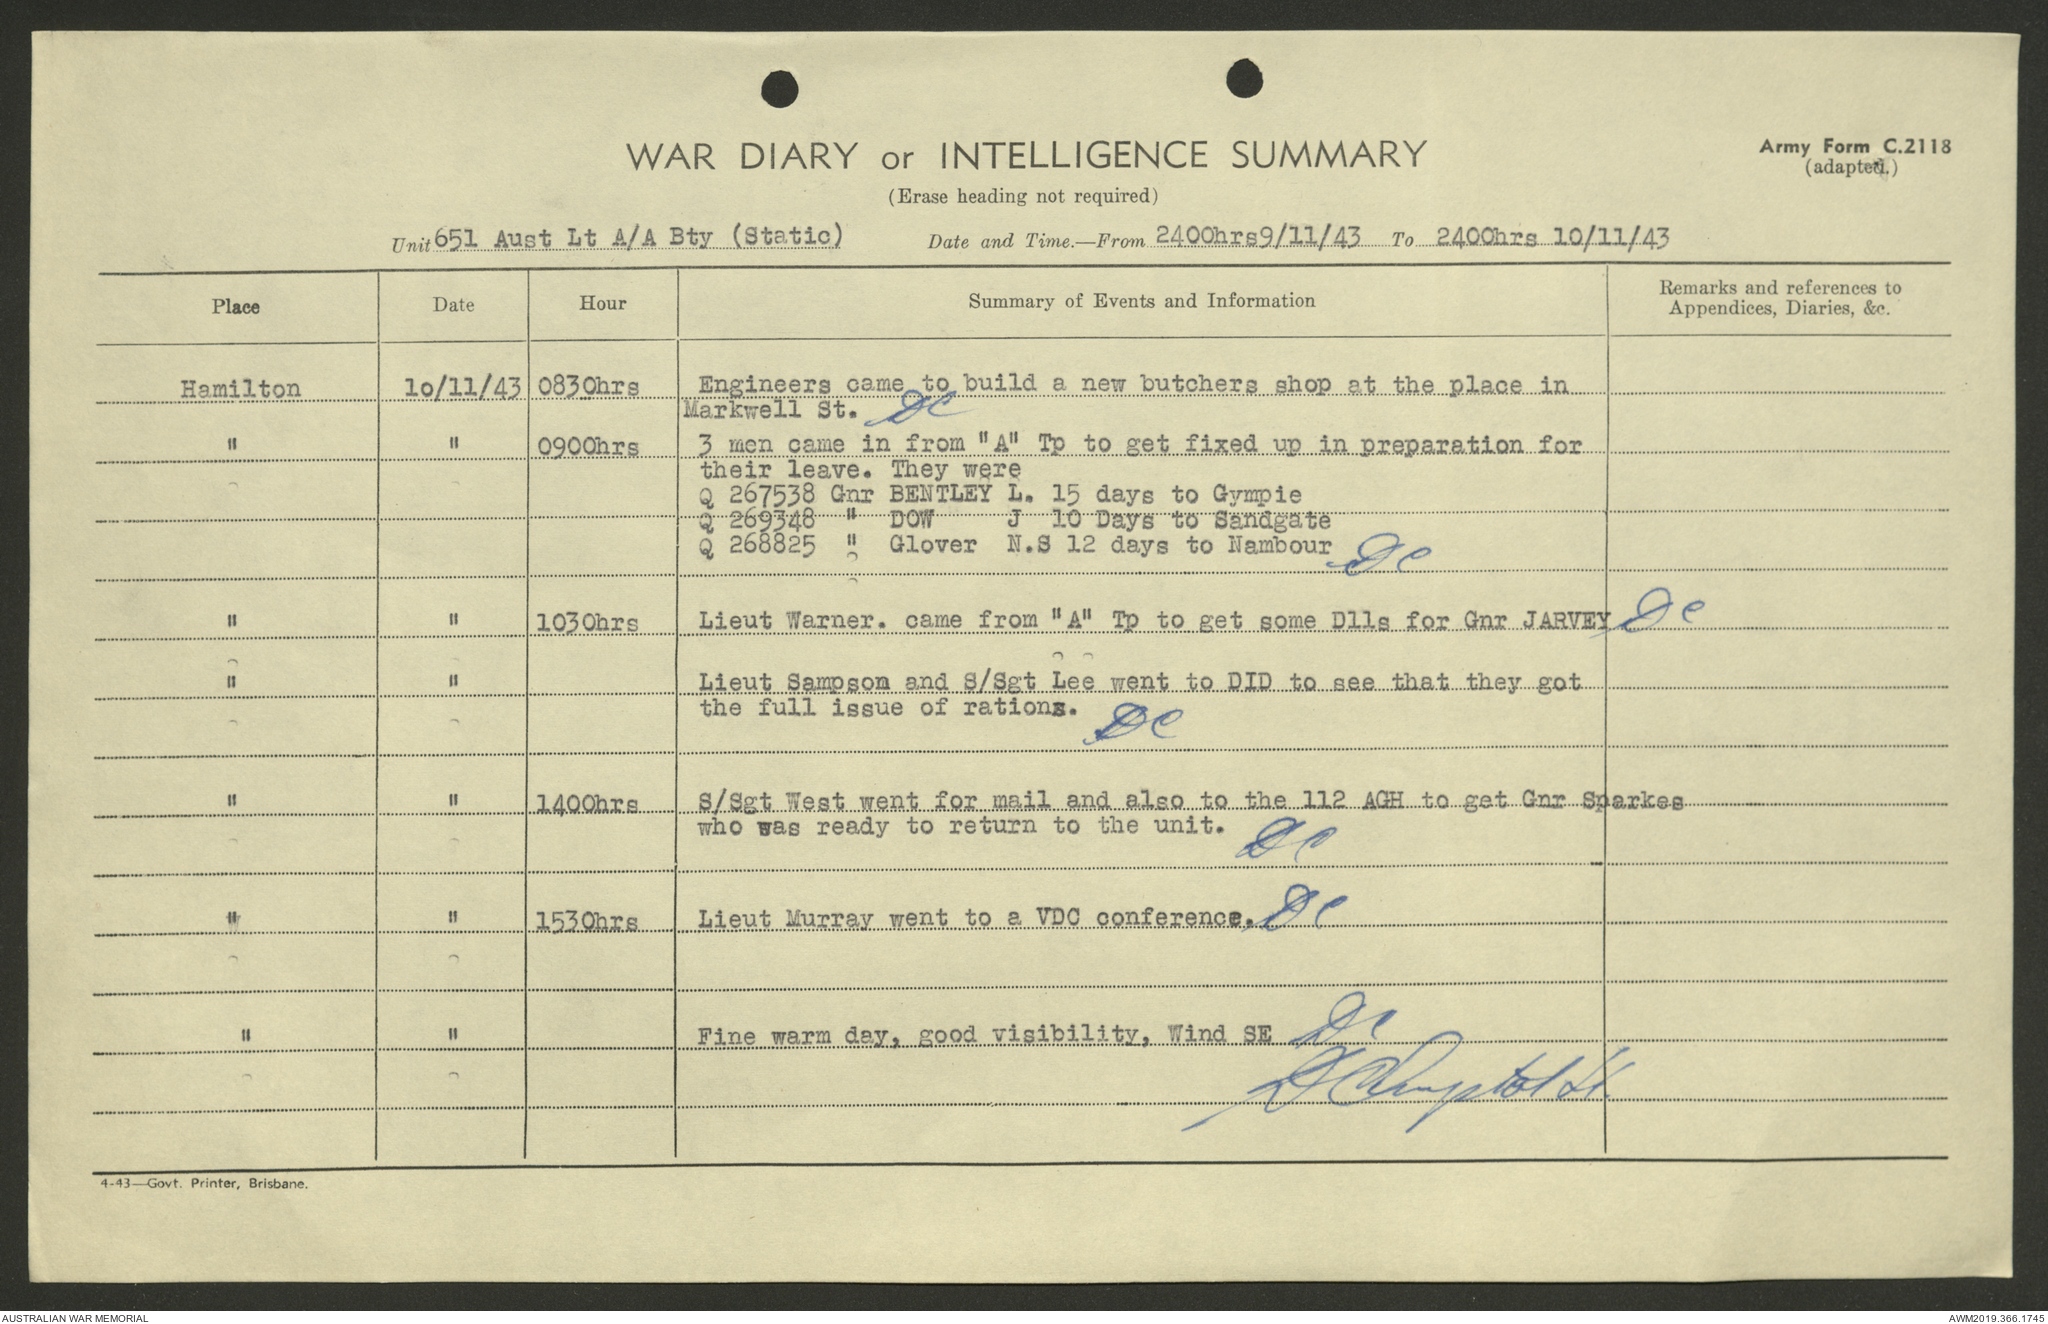 WAR DIARY or INTELLIGENCE SUMMARY
Army Form C.2118
(adapted.)
(Erase heading not required)
Unit 651 Aust Lt A/A Bty (Static) Date and Time.—From 2400hrs9/11/43 To 2400hrs 10/11/43
Place Date Hour Summary of Events and Information Remarks and references to
Appendices, Diaries, &c.
Hamilton 10/11/43 0830hrs Engineers came to build a new butchers shop at the place in
Markwell St. DC
" " 0900hrs 3 men came in from "A" Tp to get fixed up in preparation for
their leave. They were
Q 267538 Gnr BENTLEY L. 15 days to Gympie
Q 269348 " DOW J 10 Days to Sandgate
Q 268825 " Glover N.S 12 days to Nambour DC
" " 1030hrs Lieut Warner. came from "A" Tp to get some D11s for Gnr JARVEY DC
" " Lieut Sampson and S/Sgt Lee went to DID to see that they got
the full issue of rations. DC
" " 1400hrs S/Sgt West went for mail and also to the 112 AGH to get Gnr Sparkes
who was ready to return to the unit. DC
" " 1530hrs Lieut Murray went to a VDC conference. DC
" " Fine warm day, good visibility, Wind SE DC
4-43—Govt. Printer, Brisbane.
AUSTRALIAN WAR MEMORIAL
AWM2019.366.1745